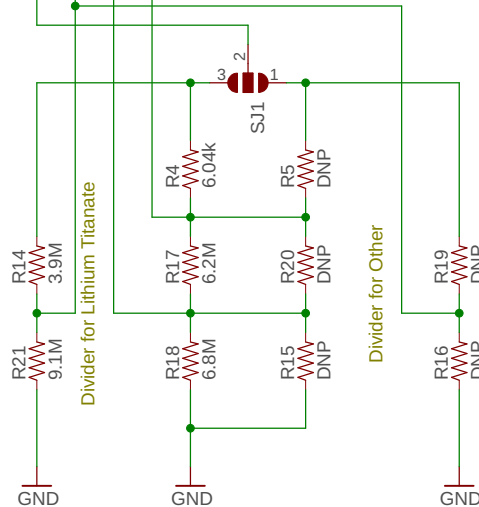 2
3
1
SJ1
R4
6.04k
R5
DNP
R14
3.9M
Divider for Lithium Titanate
R17
6.2M
R20
DNP
Divider for Other
R19
DNP
R21
9.1M
R18
6.8M
R15
DNP
R16
DNP
GND
GND
GND